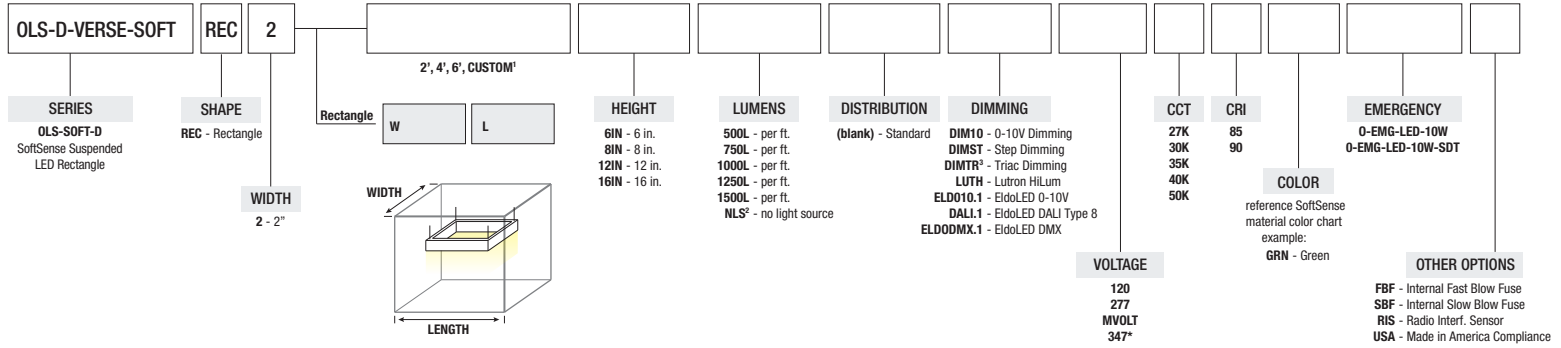 OLS-D-VERSE-SOFT REC 2
2’, 4’, 6’, CUSTOM¹
SERIES
OLS-SOFT-D
SoftSense Suspended
LED Rectangle
SHAPE
REC - Rectangle
WIDTH
2 - 2”
Rectangle
W
L
WIDTH
LENGTH
HEIGHT
6IN - 6 in.
8IN - 8 in.
12IN - 12 in.
16IN - 16 in.
LUMENS
500L - per ft.
750L - per ft.
1000L - per ft.
1250L - per ft.
1500L - per ft.
NLS² - no light source
DISTRIBUTION
(blank) - Standard
DIMMING
DIM10 - 0-10V Dimming
DIMST - Step Dimming
DIMTR³ - Triac Dimming
LUTH - Lutron HiLum
ELDO10.1 - EldoLED 0-10V
DALI.1 - EldoLED DALI Type 8
ELDODMX.1 - EldoLED DMX
VOLTAGE
120
277
MVOLT
347*
CCT
27K
30K
35K
40K
50K
CRI
85
90
COLOR
reference SoftSense
material color chart
example:
GRN - Green
EMERGENCY
O-EMG-LED-10W
O-EMG-LED-10W-SDT
OTHER OPTIONS
FBF - Internal Fast Blow Fuse
SBF - Internal Slow Blow Fuse
RIS - Radio Interf. Sensor
USA - Made in America Compliance